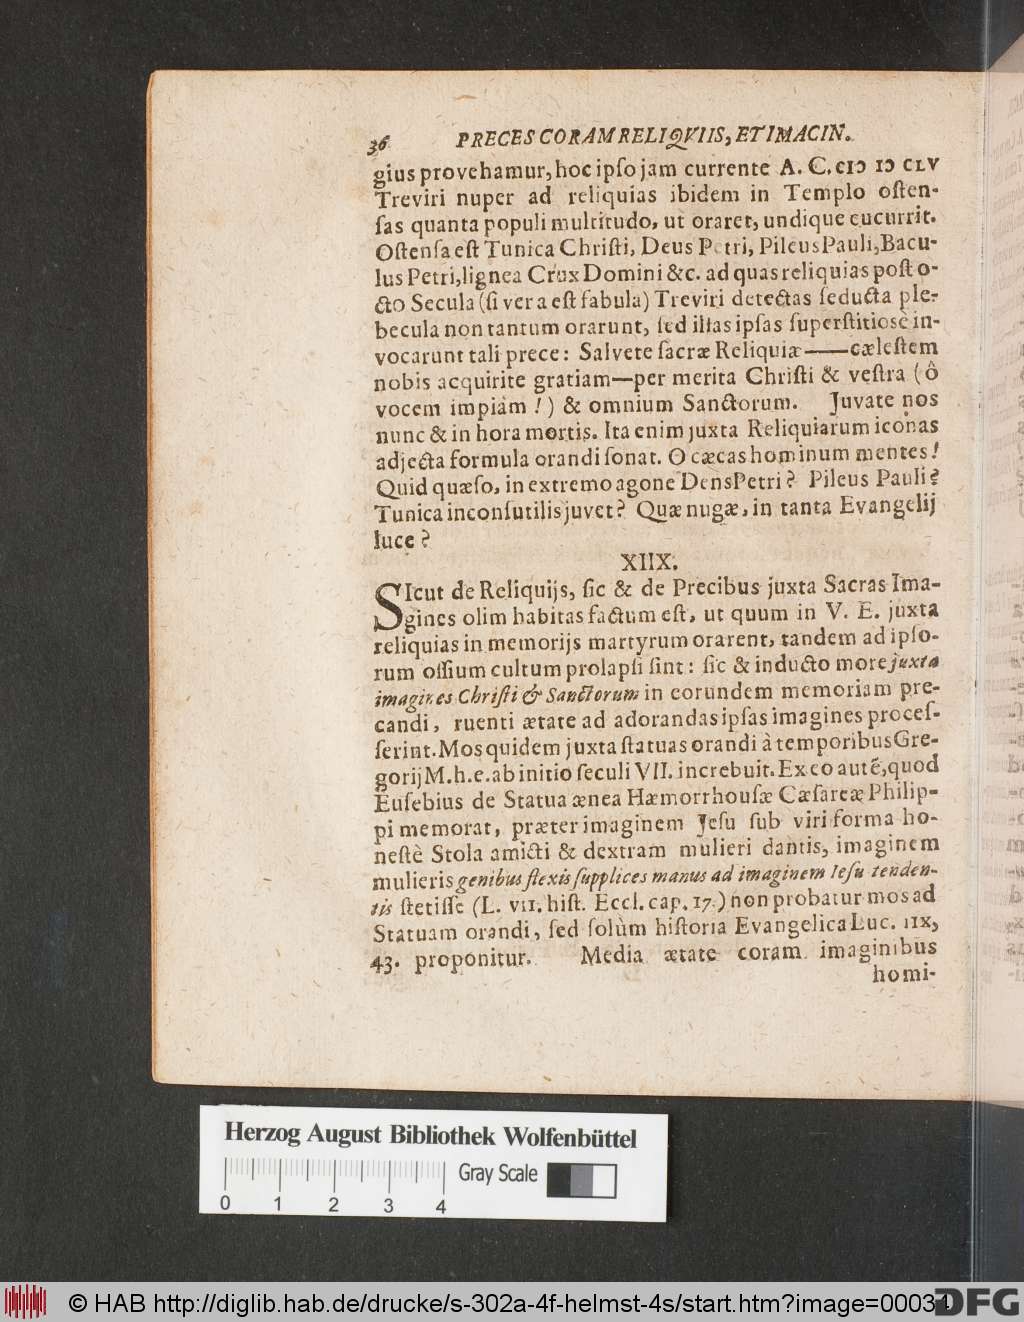 36 PRECES CORAM RELIQVIIS, ET IMACIN.
gius provehamur, hoc ipſo jam currente A. C. cIɔ Iɔ CLV
Treviri nuper ad reliquias ibidem in Templo oſten-
ſas quanta populi multitudo, ut oraret, undique cucurrit.
Oſtenſa eſt Tunica Chriſti, Deus Petri, Pileus Pauli, Bacu-
lus Petri, lignea Crux Domini &c. ad quas reliquias poſt o-
cto Secula (ſi vera eſt fabula) Treviri detectas ſeducta ple-
becula non tantum orarunt, ſed illas ipſas ſuperſtitiosè in-
vocarunt tali prece: Salvete ſacræ Reliquiæ —— cæleſtem
nobis acquirite gratiam — per merita Chriſti & veſtra (ô
vocem impiam!) & omnium Sanctorum. Juvate nos
nunc & in hora mortis. Ita enim juxta Reliquiarum iconas
adjecta formula orandi ſonat. O cæcas hominum mentes!
Quid quæſo, in extremo agone Dens Petri? Pileus Pauli?
Tunica inconſutilis juvet? Quæ nugæ, in tanta Evangelij
luce?
XIIX.
SIcut de Reliquijs, ſic & de Precibus juxta Sacras Ima-
gines olim habitas factum eſt, ut quum in V. E. juxta
reliquias in memorijs martyrum orarent, tandem ad ipſo-
rum oſſium cultum prolapſi ſint: ſic & inducto more juxta
imagines Chriſti & Sanctorum in eorundem memoriam pre-
candi, ruenti ætate ad adorandas ipſas imagines proceſ-
ſerint. Mos quidem juxta ſtatuas orandi à temporibus Gre-
gorij M. h. e. ab initio ſeculi VII. increbuit. Ex eo autē, quod
Euſebius de Statua ænea Hæmorrhouſæ Cæſareæ Philip-
pi memorat, præter imaginem Jeſu ſub viri forma ho-
neſtè Stola amicti & dextram mulieri dantis, imaginem
mulieris genibus flexis ſupplices manus ad imaginem Ieſu tenden-
tis ſtetiſſe (L. VII. hiſt. Eccl. cap. 17.) non probatur mos ad
Statuam orandi, ſed ſolùm hiſtoria Evangelica Luc. IIX,
43. proponitur. Media ætate coram imaginibus
homi-
Herzog August Bibliothek Wolfenbüttel
Gray Scale
0 1 2 3 4
© HAB http://diglib.hab.de/drucke/s-302a-4f-helmst-4s/start.htm?image=00034
DFG